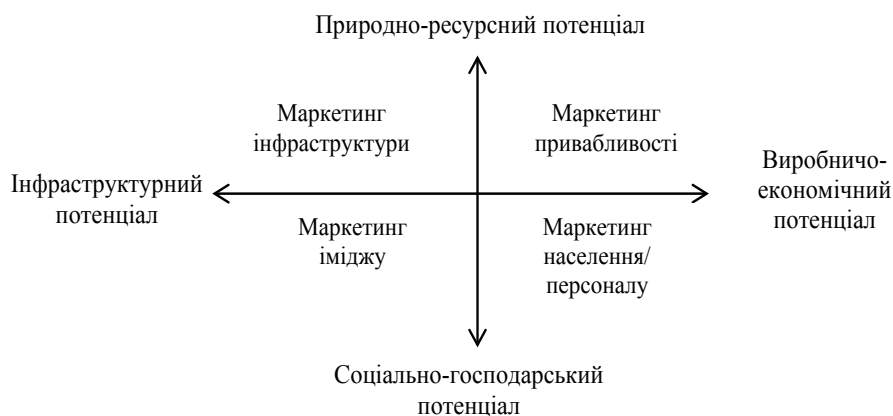 Природно-ресурсний потенціал
Маркетинг
інфраструктури
Маркетинг
привабливості
Інфраструктурний
потенціал
Виробничо-
економічний
потенціал
Маркетинг
іміджу
Маркетинг
населення/
персоналу
Соціально-господарський
потенціал